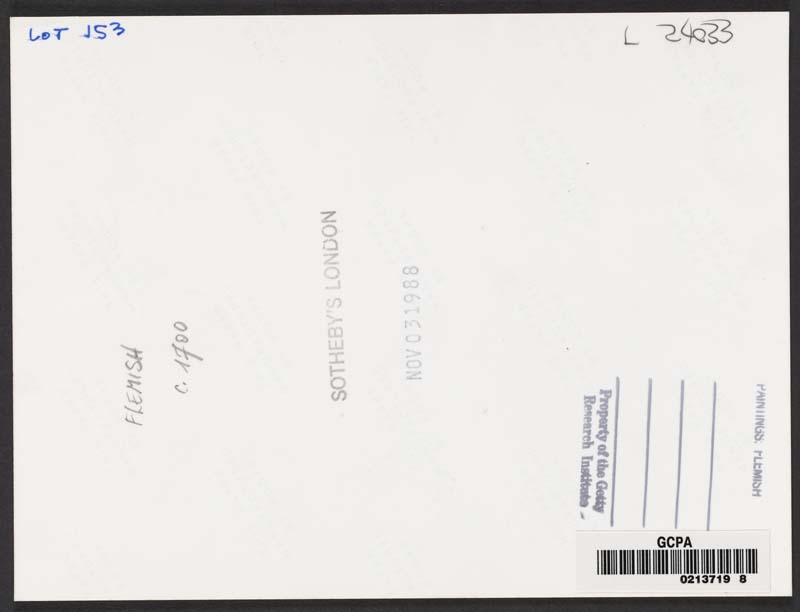 LOT 153
L 24033
FLEMISH
c. 1700
SOTHEBY'S LONDON
NOV 03 1988
Property of the Getty
Research Institute
PAINTINGS: FLEMISH
GCPA
0213719 8